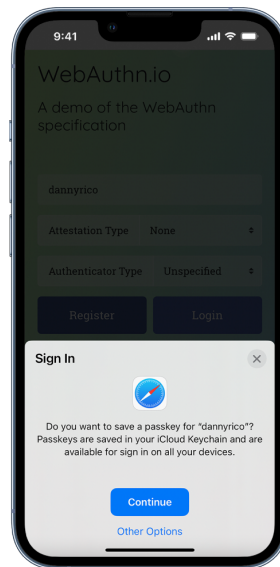 9:41
WebAuthn.io
A demo of the WebAuthn
specification
dannyrico
Attestation Type None
Authenticator Type Unspecified
Register Login
Sign In
Do you want to save a passkey for “dannyrico”?
Passkeys are saved in your iCloud Keychain and are
available for sign in on all your devices.
Continue
Other Options